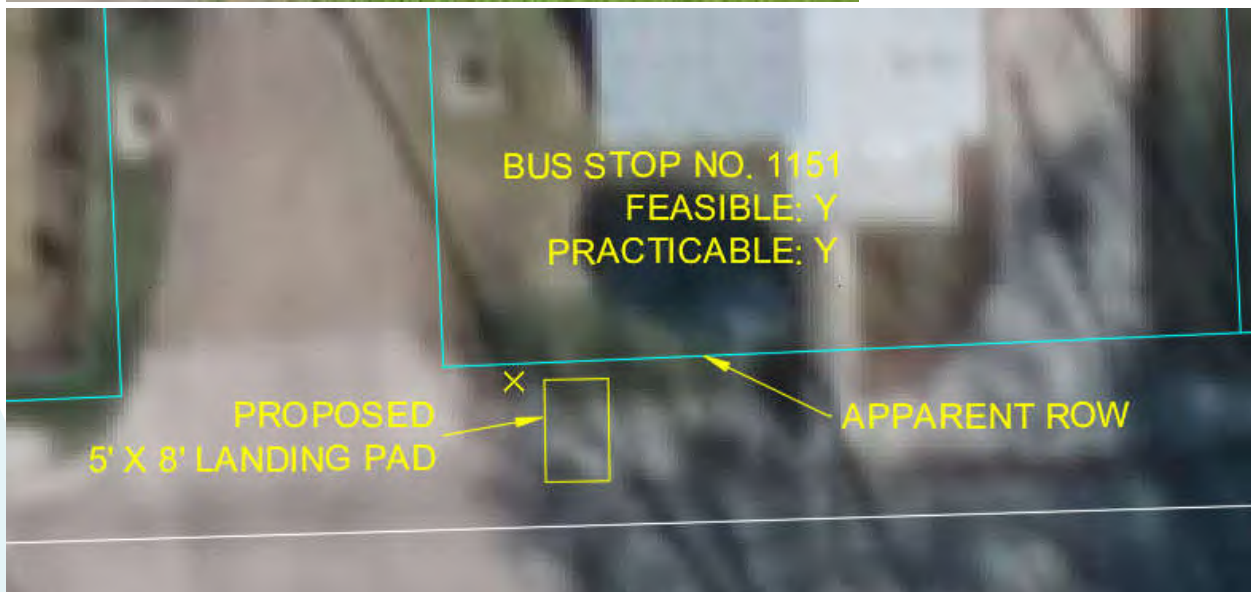 BUS STOP NO. 1151
FEASIBLE: Y
PRACTICABLE: Y
PROPOSED
5' X 8' LANDING PAD
APPARENT ROW